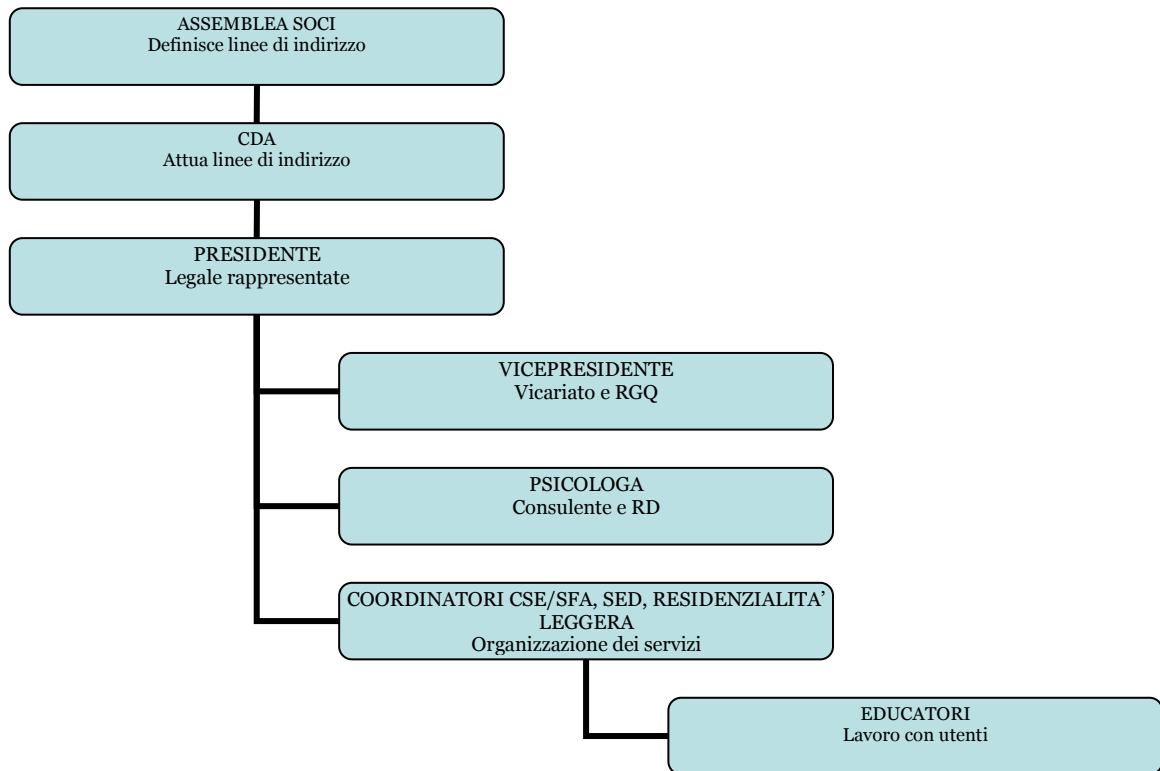 ASSEMBLEA SOCI
Definisce linee di indirizzo
CDA
Attua linee di indirizzo
PRESIDENTE
Legale rappresentate
VICEPRESIDENTE
Vicariato e RGQ
PSICOLOGA
Consulente e RD
COORDINATORI CSE/SFA, SED, RESIDENZIALITA’
LEGGERA
Organizzazione dei servizi
EDUCATORI
Lavoro con utenti